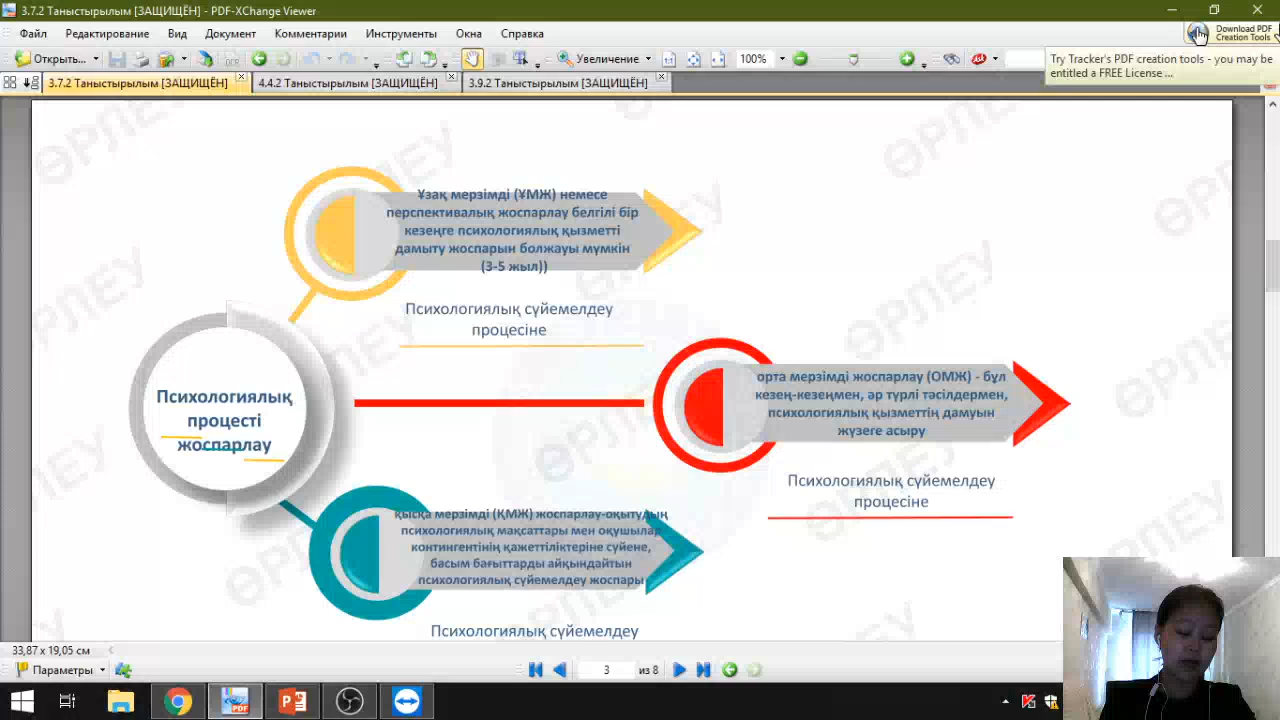 3.7.2 Таныстырылым [ЗАЩИЩЁН] - PDF-XChange Viewer
Файл Редактирование Вид Документ Комментарии Инструменты Окна Справка
Download PDF
Creation Tools
Открыть... Увеличение 100%
Try Tracker's PDF creation tools - you may be
entitled a FREE License ...
3.7.2 Таныстырылым [ЗАЩИЩЁН] 4.4.2 Таныстырылым [ЗАЩИЩЁН] 3.9.2 Таныстырылым [ЗАЩИЩЁН]
Ұзақ мерзімді (ҰМЖ) немесе
перспективалық жоспарлау белгілі бір
кезеңге психологиялық қызметті
дамыту жоспарын болжауы мүмкін
(3-5 жыл))
Психологиялық сүйемелдеу
процесіне
Психологиялық
процесті
жоспарлау
орта мерзімді жоспарлау (ОМЖ) - бұл
кезең-кезеңмен, әр түрлі тәсілдермен,
психологиялық қызметтің дамуын
жүзеге асыру
Психологиялық сүйемелдеу
процесіне
қысқа мерзімді (ҚМЖ) жоспарлау-оқытудың
психологиялық мақсаттары мен оқушылар
контингентінің қажеттіліктеріне сүйене,
басым бағыттарды айқындайтын
психологиялық сүйемелдеу жоспары
Психологиялық сүйемелдеу
ӨРЛЕУ
33,87 x 19,05 см
Параметры 3 из 8